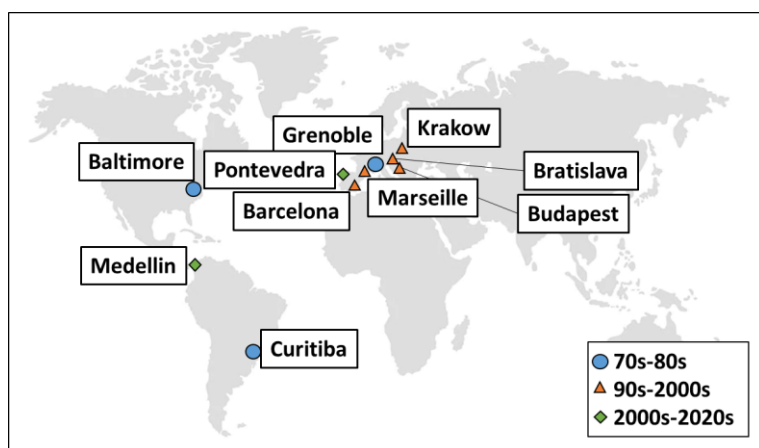 Grenoble
Krakow
Baltimore
Pontevedra
Bratislava
Barcelona
Marseille
Budapest
Medellin
Curitiba
70s-80s
90s-2000s
2000s-2020s